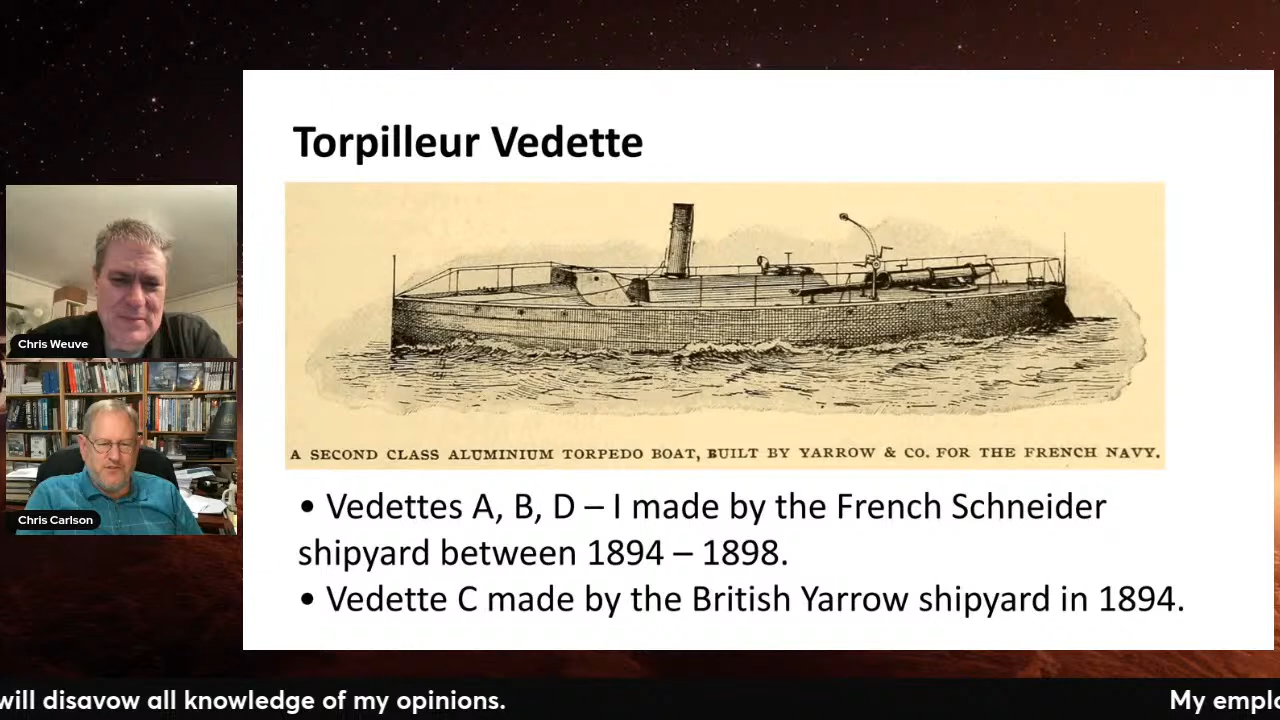 Torpilleur Vedette
A SECOND CLASS ALUMINIUM TORPEDO BOAT, BUILT BY YARROW & CO. FOR THE FRENCH NAVY.
• Vedettes A, B, D – I made by the French Schneider
shipyard between 1894 – 1898.
• Vedette C made by the British Yarrow shipyard in 1894.
Chris Weuve
Chris Carlson
will disavow all knowledge of my opinions.
My emplo